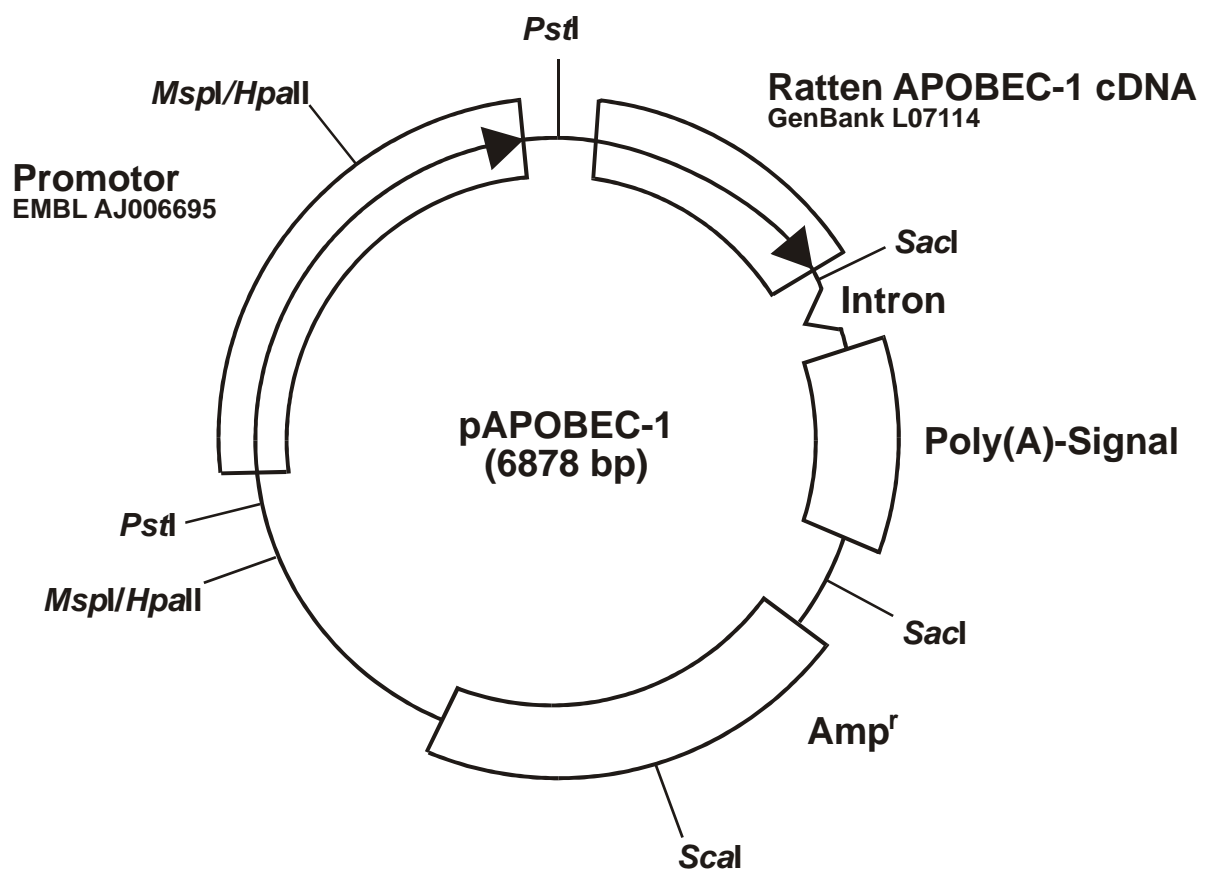 PstI
MspI/HpaII
Ratten APOBEC-1 cDNA
GenBank L07114
Promotor
EMBL AJ006695
SacI
Intron
pAPOBEC-1
(6878 bp)
Poly(A)-Signal
PstI
MspI/HpaII
SacI
Ampʳ
ScaI